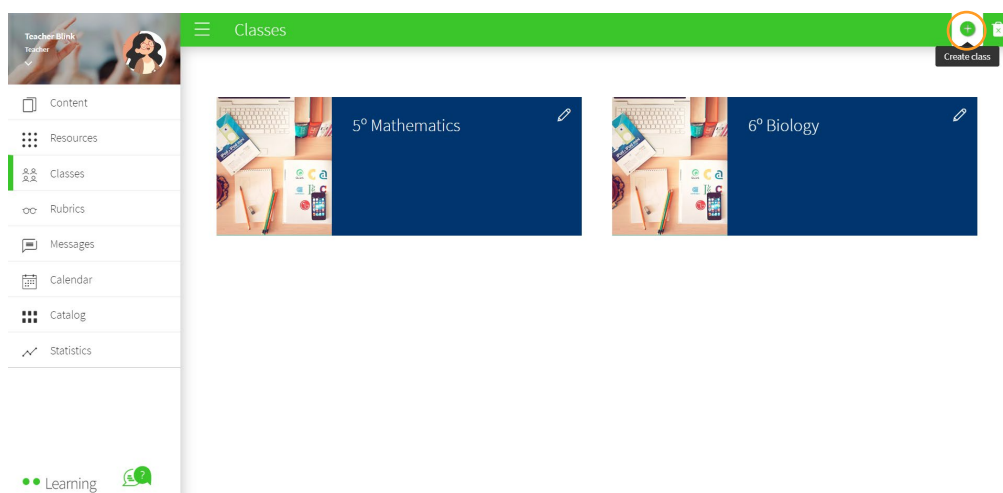 Teacher Blink
Teacher
Classes
Create class
Content
Resources
Classes
Rubrics
Messages
Calendar
Catalog
Statistics
5º Mathematics
6º Biology
Learning
?